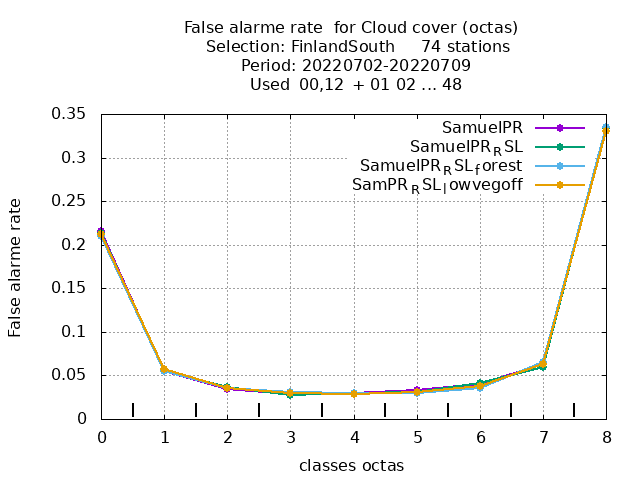 False alarme rate for Cloud cover (octas)
Selection: FinlandSouth 74 stations
Period: 20220702-20220709
Used 00,12 + 01 02 ... 48
0.35
0.3
0.25
0.2
0.15
0.1
0.05
0
False alarme rate
SamuelPR
SamuelPR_RSL
SamuelPR_RSL_forest
SamPR_RSL_lowvegoff
0 1 2 3 4 5 6 7 8
classes octas